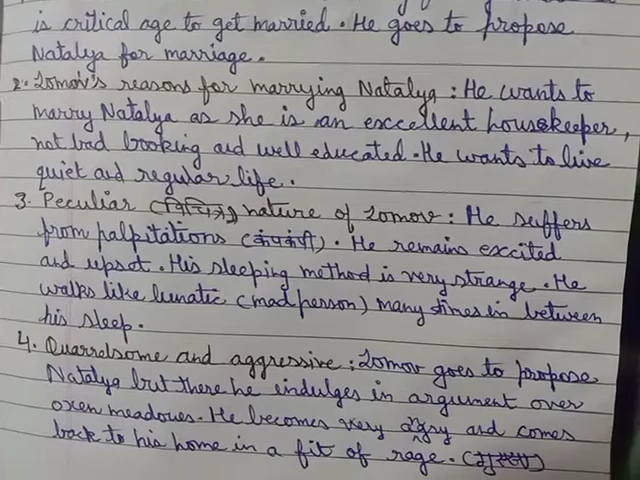 is critical age to get married. He goes to propose
Natalya for marriage.
2. Lomov's reasons for marrying Natalya : He wants to
marry Natalya as she is an excellent housekeeper,
not bad looking and well educated. He wants to live
quiet and regular life.
3. Peculiar (विचित्र) nature of Lomov : He suffers
from palpitations (कंपकंपी). He remains excited
and upset. His sleeping method is very strange. He
walks like lunatic (mad person) many times in between
his sleep.
4. Quarrelsome and aggressive : Lomov goes to propose
Natalya but there he indulges in argument over
oxen meadows. He becomes very angry and comes
back to his home in a fit of rage.